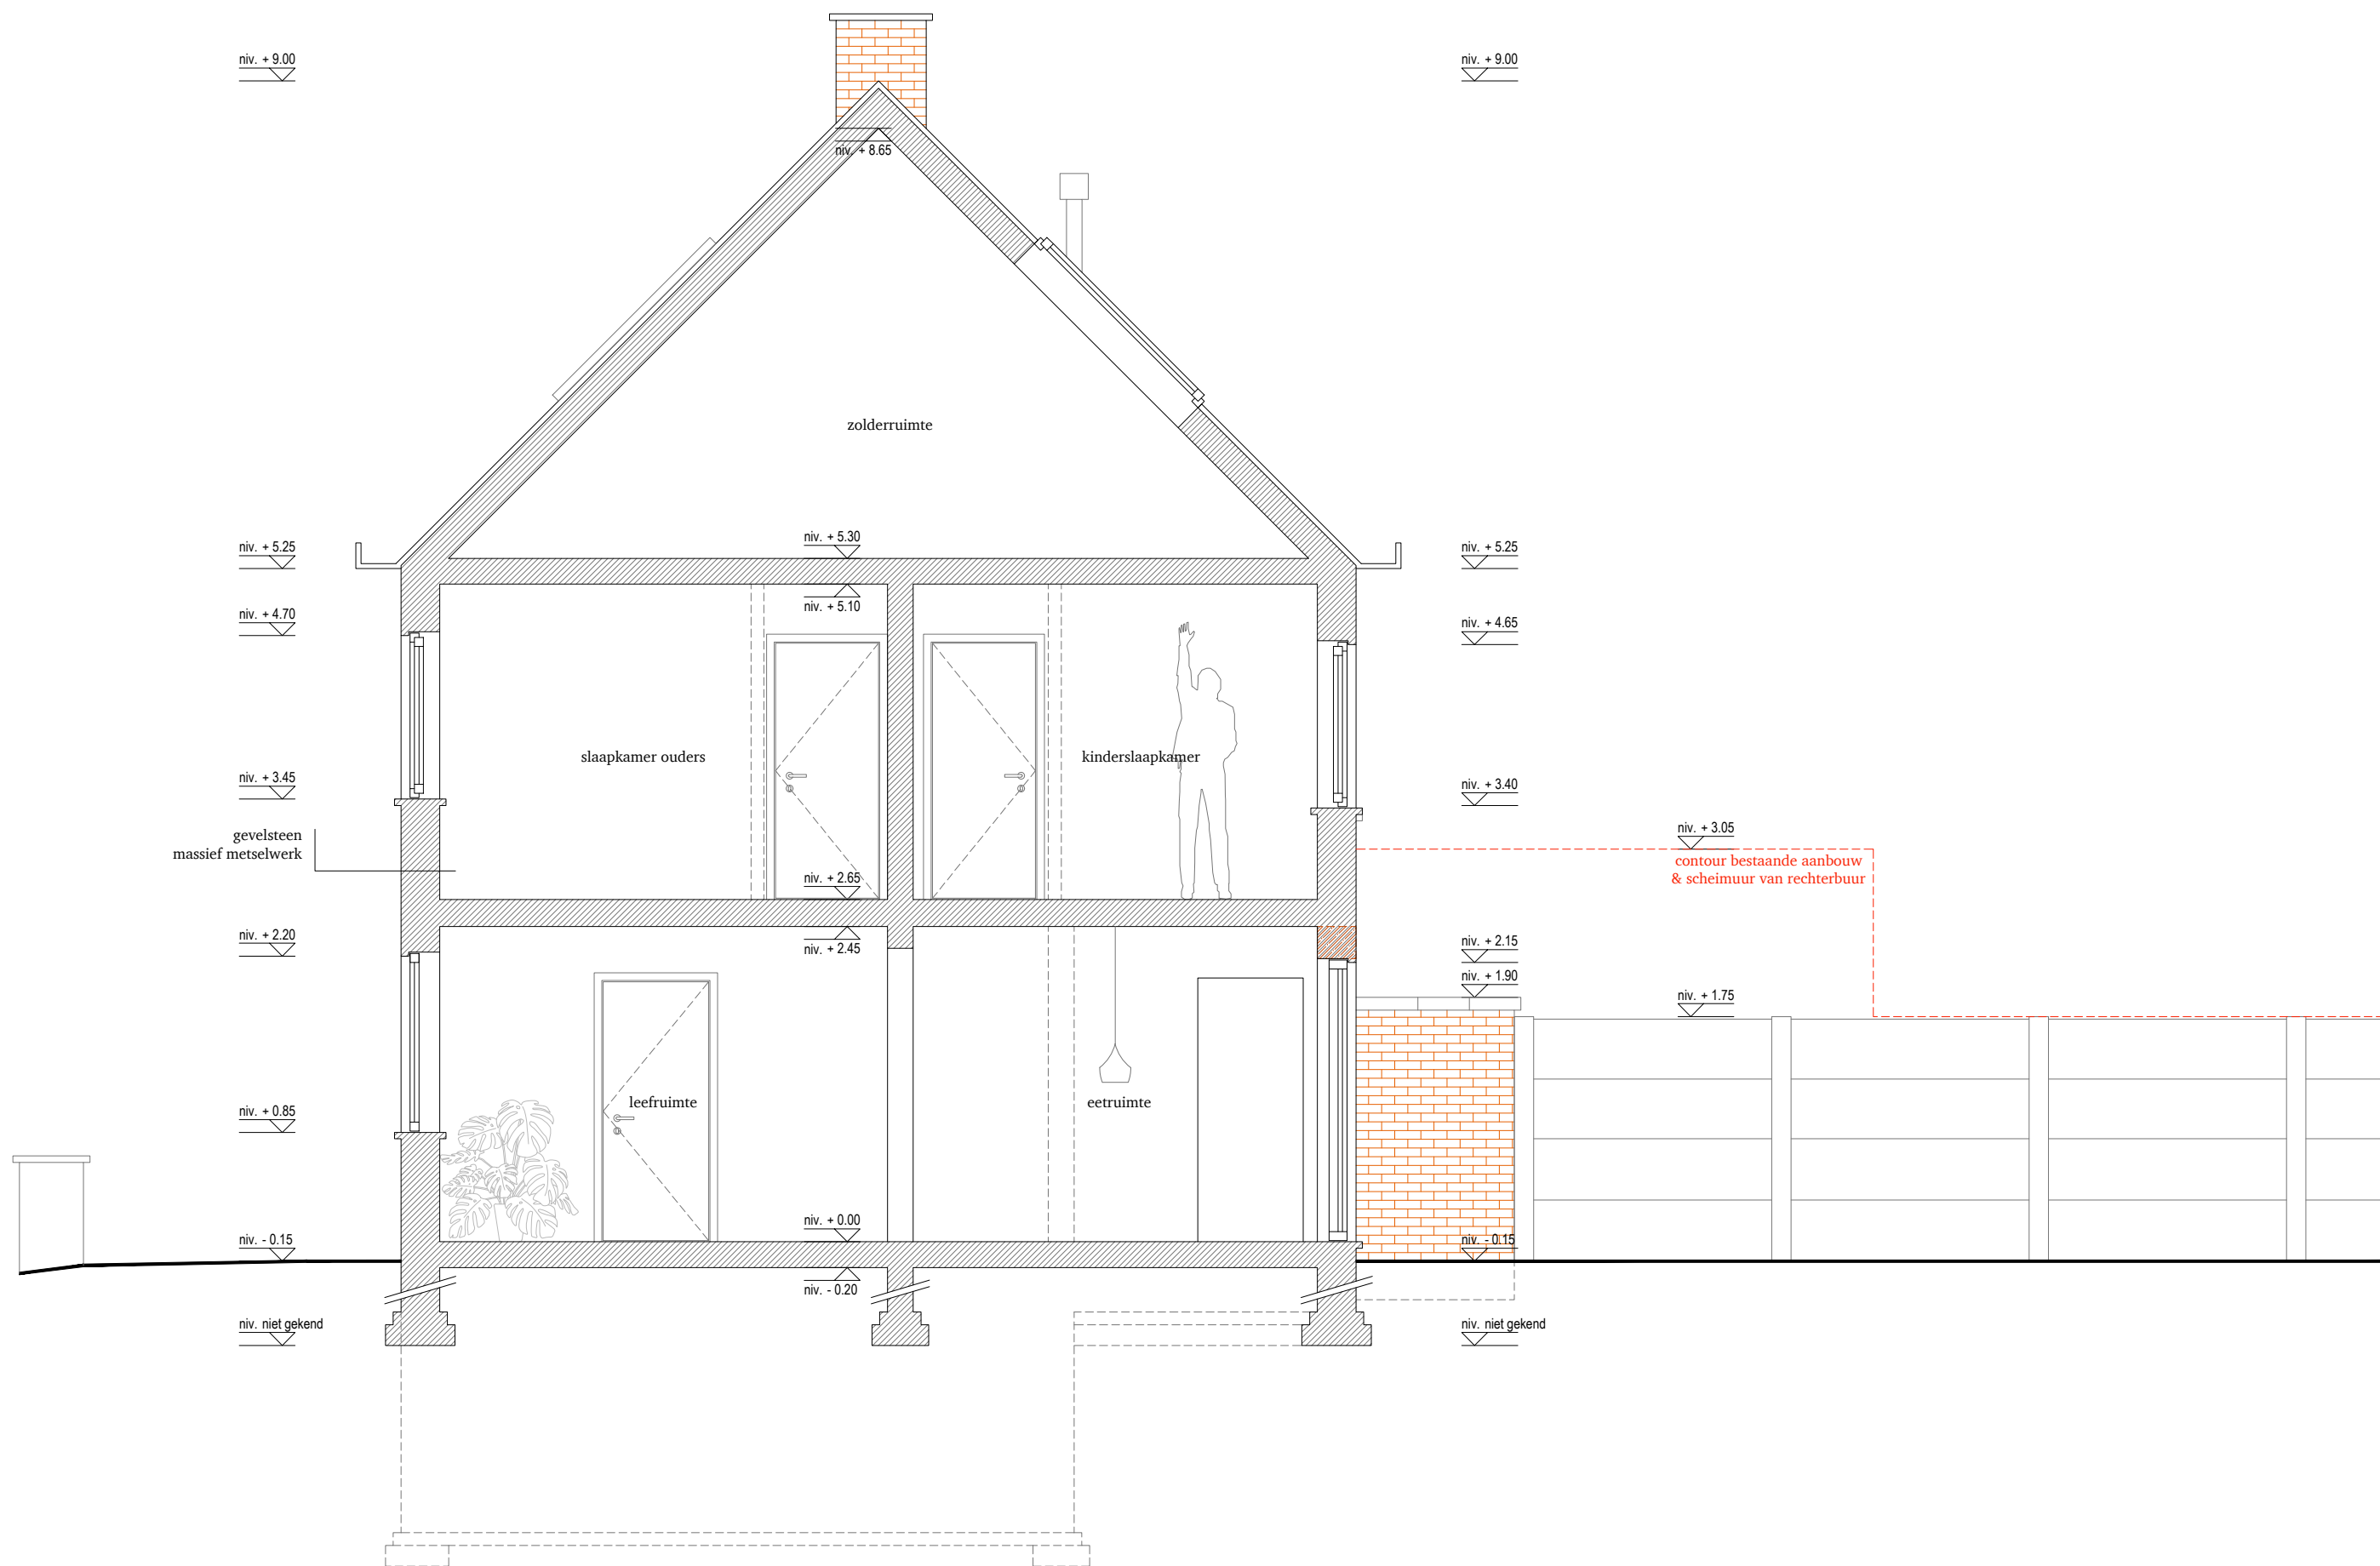 niv. + 9.00
niv. + 9.00
niv. + 8.65
zolderruimte
niv. + 5.30
niv. + 5.25
niv. + 5.25
niv. + 5.10
niv. + 4.70
niv. + 4.65
slaapkamer ouders
kinderslaapkamer
niv. + 3.45
niv. + 3.40
gevelsteen
massief metselwerk
niv. + 3.05
contour bestaande aanbouw
& scheimuur van rechterbuur
niv. + 2.65
niv. + 2.20
niv. + 2.45
niv. + 2.15
niv. + 1.90
niv. + 1.75
niv. + 0.85
leefruimte
eetruimte
niv. + 0.00
niv. - 0.15
niv. - 0.15
niv. - 0.20
niv. niet gekend
niv. niet gekend